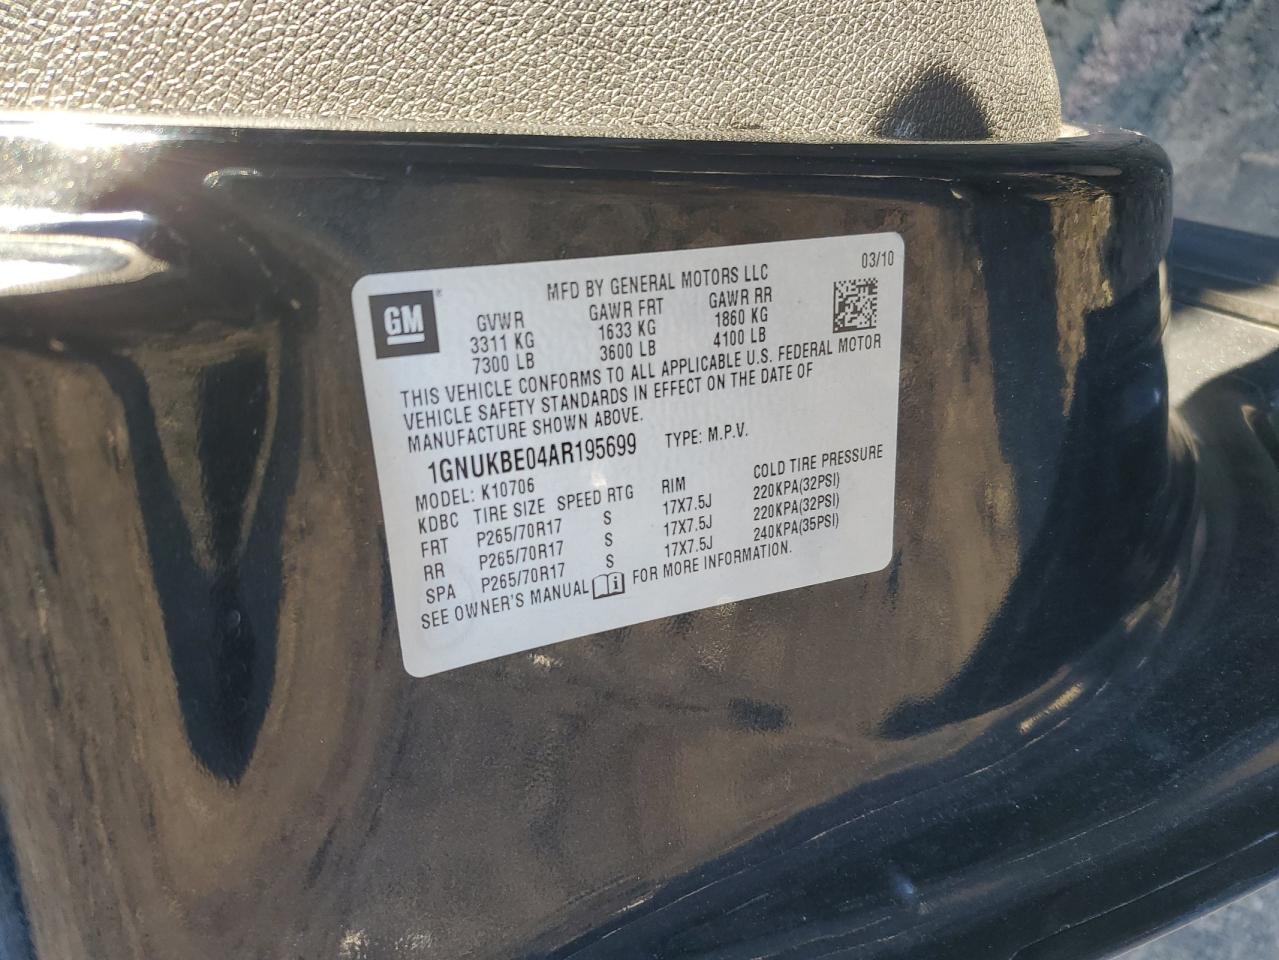 03/10
MFD BY GENERAL MOTORS LLC
GM®
GVWR GAWR FRT GAWR RR
3311 KG 1633 KG 1860 KG
7300 LB 3600 LB 4100 LB
THIS VEHICLE CONFORMS TO ALL APPLICABLE U.S. FEDERAL MOTOR
VEHICLE SAFETY STANDARDS IN EFFECT ON THE DATE OF
MANUFACTURE SHOWN ABOVE.
1GNUKBE04AR195699 TYPE: M.P.V.
MODEL: K10706
KDBC TIRE SIZE SPEED RTG RIM COLD TIRE PRESSURE
FRT P265/70R17 S 17X7.5J 220KPA(32PSI)
RR P265/70R17 S 17X7.5J 220KPA(32PSI)
SPA P265/70R17 S 17X7.5J 240KPA(35PSI)
SEE OWNER'S MANUAL i FOR MORE INFORMATION.